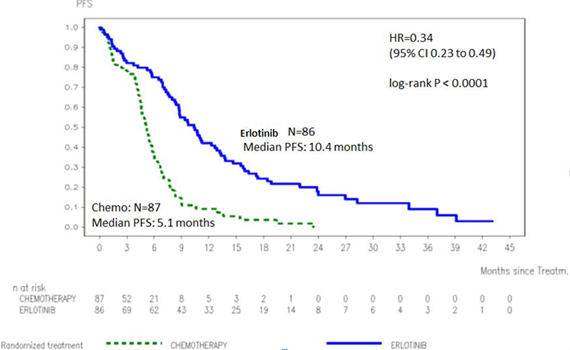 PFS
1.0
0.9
0.8
0.7
0.6
0.5
0.4
0.3
0.2
0.1
0.0
HR=0.34
(95% CI 0.23 to 0.49)
log-rank P < 0.0001
Erlotinib N=86
Median PFS: 10.4 months
Chemo: N=87
Median PFS: 5.1 months
0 3 6 9 12 15 18 21 24 27 30 33 36 39 42 45
Months since Treatm.
n at risk
CHEMOTHERAPY 87 52 21 8 5 3 2 1 0 0 0 0 0 0 0 0
ERLOTINIB 86 69 62 43 33 25 19 14 8 7 6 4 3 2 1 0
Randomized treatment CHEMOTHERAPY ERLOTINIB